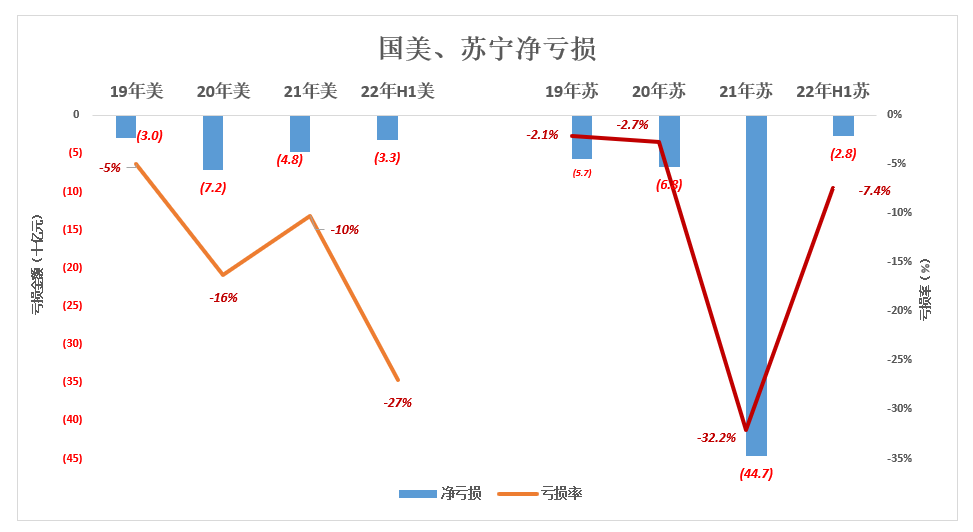 国美、苏宁净亏损
19年美 20年美 21年美 22年H1美 19年苏 20年苏 21年苏 22年H1苏
0 0%
(3.0) -2.1% -2.7%
(5) (4.8) (3.3) (2.8) -5%
-5% (5.7)
(7.2) (6.8) -7.4%
(10) -10%
(15) -10% -15%
(20)
-16% -20%
(25)
(30) -25%
(35)
-27% -30%
(40)
-32.2%
(45) (44.7) -35%
亏损金额（十亿元）
亏损率（%）
净亏损 亏损率